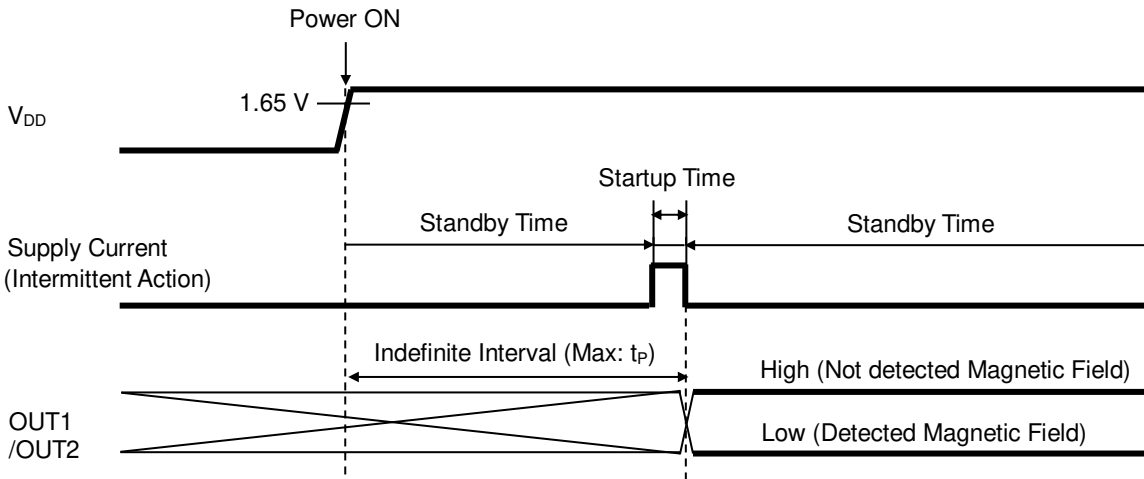 Power ON
1.65 V
VDD
Startup Time
Standby Time
Standby Time
Supply Current
(Intermittent Action)
Indefinite Interval (Max: tP)
High (Not detected Magnetic Field)
OUT1
/OUT2
Low (Detected Magnetic Field)